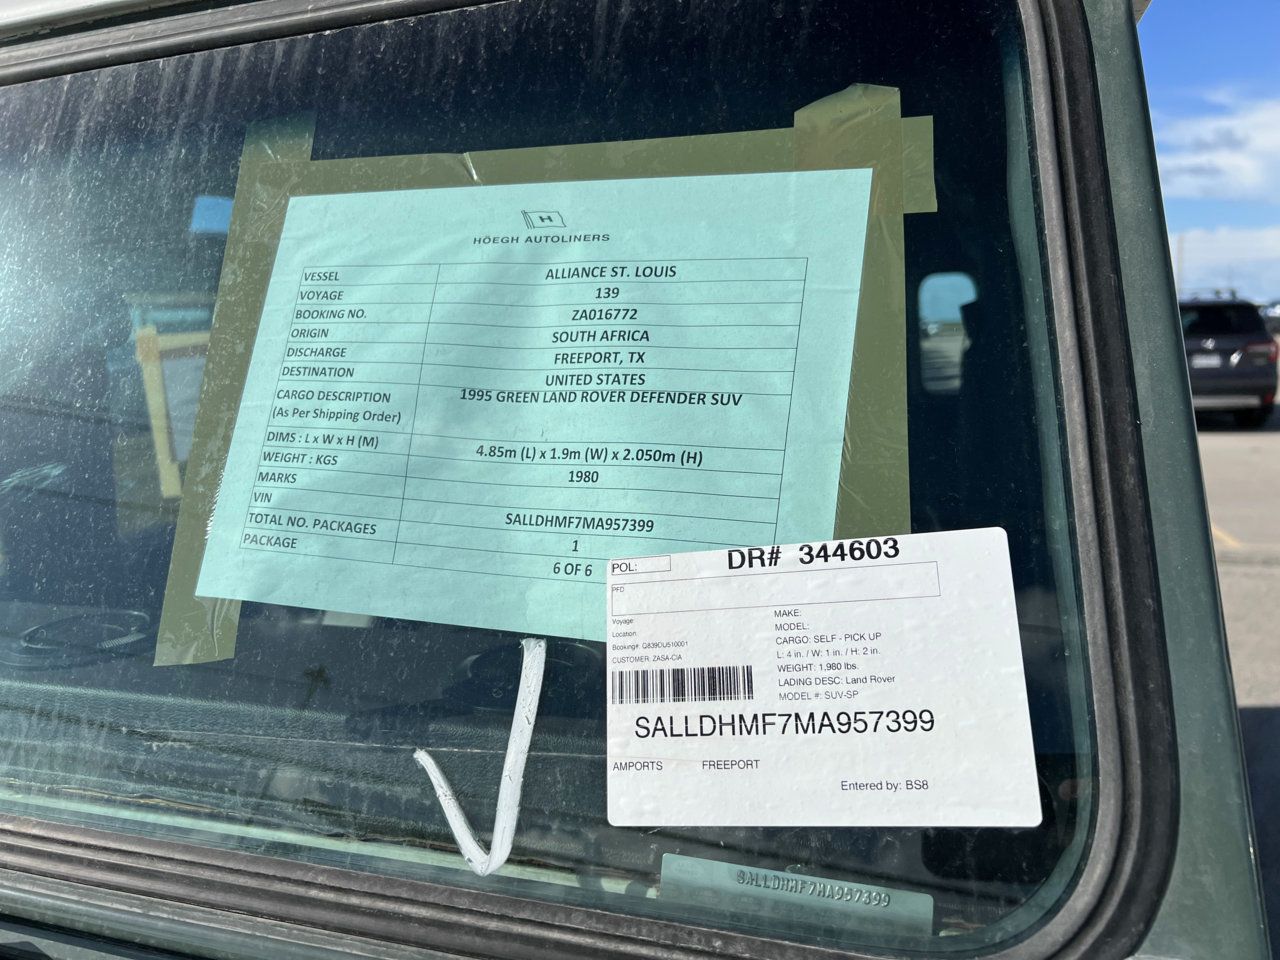 H
HÖEGH AUTOLINERS
VESSEL ALLIANCE ST. LOUIS
VOYAGE 139
BOOKING NO. ZA016772
ORIGIN SOUTH AFRICA
DISCHARGE FREEPORT, TX
DESTINATION UNITED STATES
CARGO DESCRIPTION 1995 GREEN LAND ROVER DEFENDER SUV
(As Per Shipping Order)
DIMS : L x W x H (M) 4.85m (L) x 1.9m (W) x 2.050m (H)
WEIGHT : KGS 1980
MARKS
VIN SALLDHMF7MA957399
TOTAL NO. PACKAGES 1
PACKAGE 6 OF 6
POL: DR# 344603
PFD
Voyage
Location:
Booking#: G839DU510001
CUSTOMER: ZASA-CIA
MAKE:
MODEL:
CARGO: SELF - PICK UP
L: 4 in. / W: 1 in. / H: 2 in.
WEIGHT: 1,980 lbs.
LADING DESC: Land Rover
MODEL #: SUV-SP
SALLDHMF7MA957399
AMPORTS FREEPORT
Entered by: BS8
SALLDHMF7MA957399